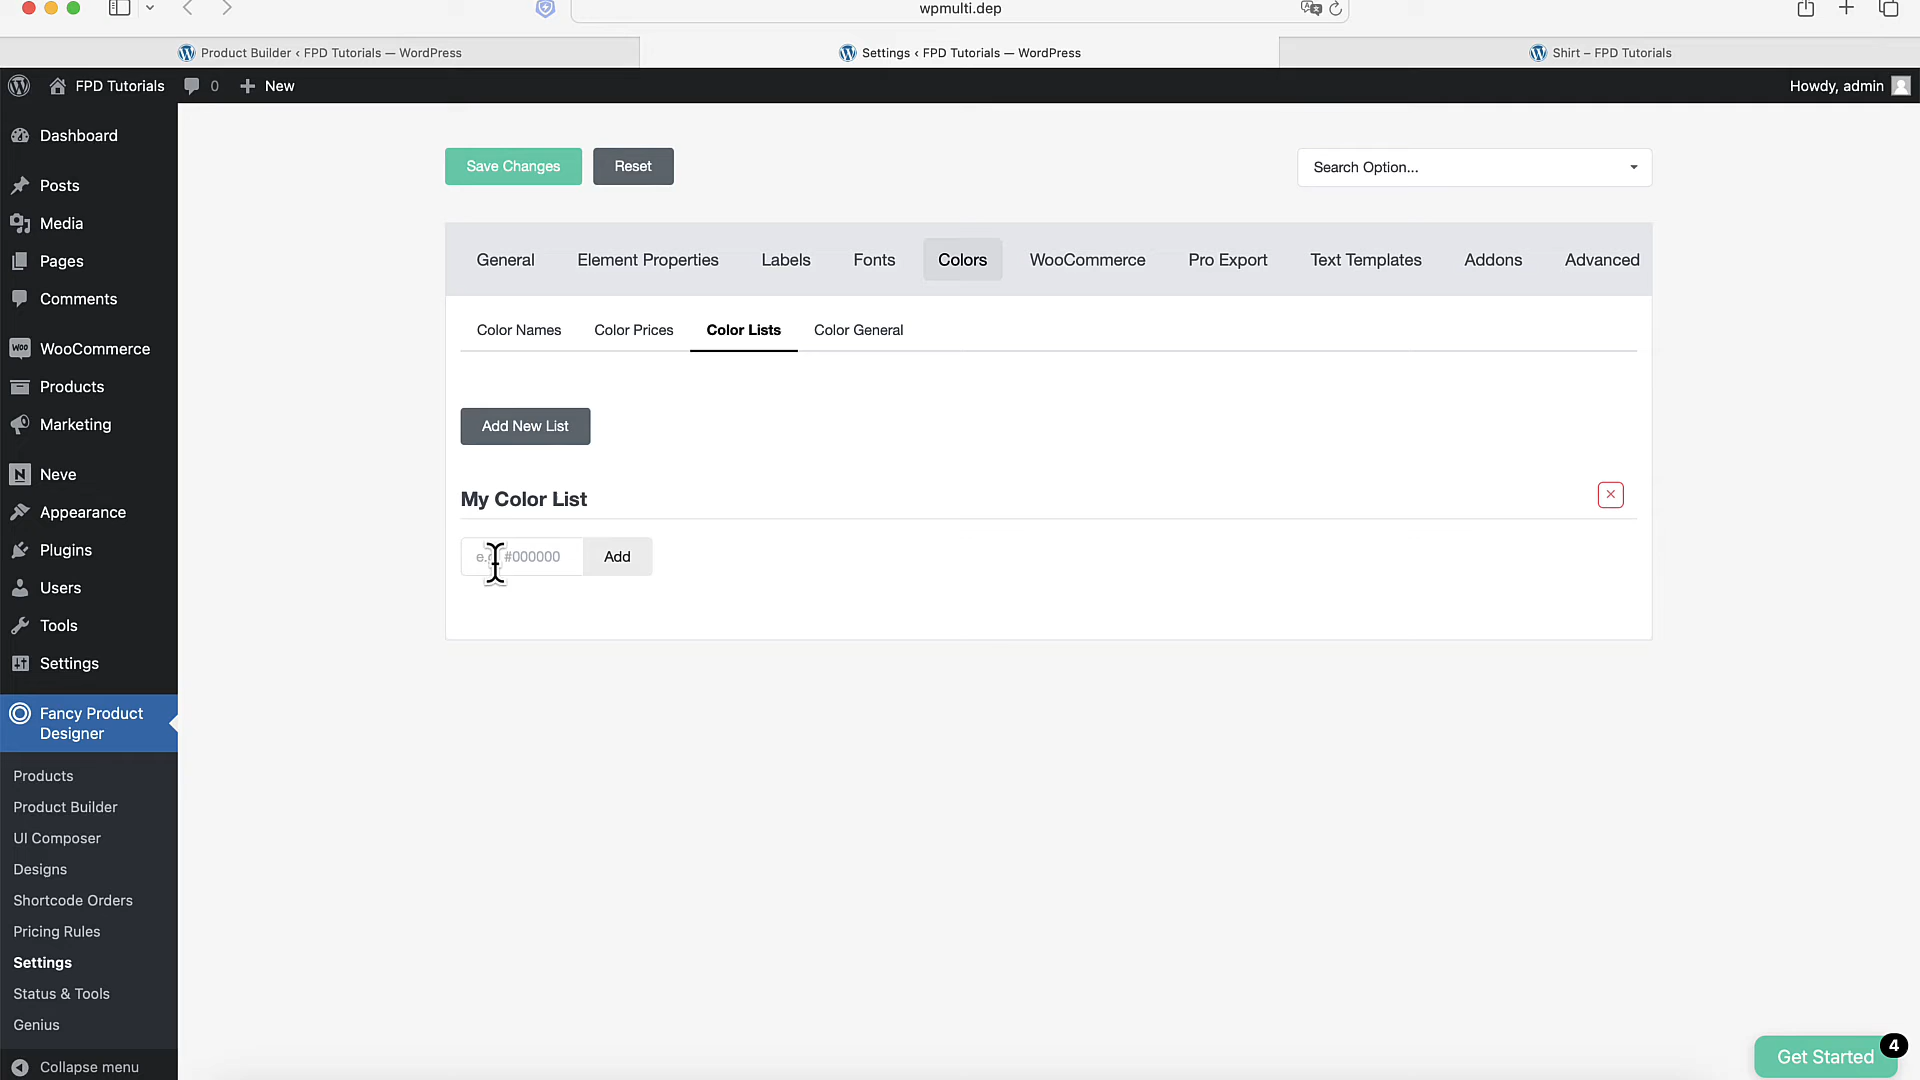 wpmulti.dep
Product Builder ‹ FPD Tutorials — WordPress
Settings ‹ FPD Tutorials — WordPress
Shirt – FPD Tutorials
FPD Tutorials
0
New
Howdy, admin
Dashboard
Posts
Media
Pages
Comments
WooCommerce
Products
Marketing
Neve
Appearance
Plugins
Users
Tools
Settings
Fancy Product
Designer
Products
Product Builder
UI Composer
Designs
Shortcode Orders
Pricing Rules
Settings
Status & Tools
Genius
Collapse menu
Save Changes
Reset
Search Option...
General
Element Properties
Labels
Fonts
Colors
WooCommerce
Pro Export
Text Templates
Addons
Advanced
Color Names
Color Prices
Color Lists
Color General
Add New List
My Color List
#000000
Add
Get Started
4